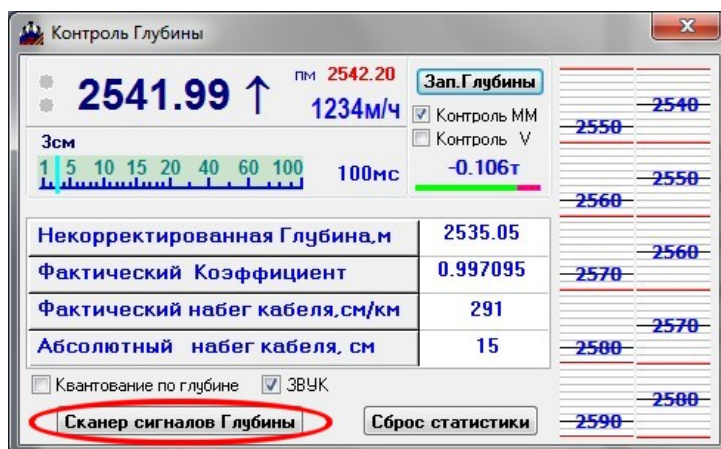 Контроль Глубины
2541.99 ↑
пм 2542.20
1234м/ч
Зап.Глубины
Контроль ММ
Контроль V
-0.106т
3см
1 5 10 15 20 40 60 100
100мс
Некорректированная Глубина,м 2535.05
Фактический Коэффициент 0.997095
Фактический набег кабеля,см/км 291
Абсолютный набег кабеля, см 15
Квантование по глубине
ЗВУК
Сканер сигналов Глубины
Сброс статистики
2550
2560
2570
2580
2590
2540
2550
2560
2570
2580